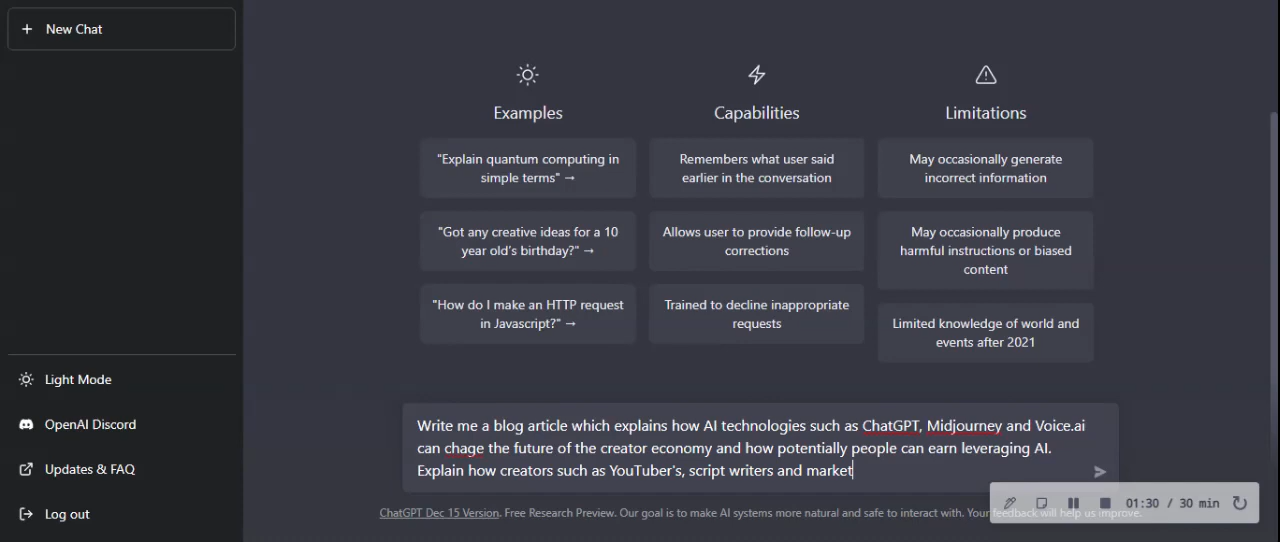 New Chat
Examples
Capabilities
Limitations
"Explain quantum computing in
simple terms" →
Remembers what user said
earlier in the conversation
May occasionally generate
incorrect information
"Got any creative ideas for a 10
year old's birthday?" →
Allows user to provide follow-up
corrections
May occasionally produce
harmful instructions or biased
content
"How do I make an HTTP request
in Javascript?" →
Trained to decline inappropriate
requests
Limited knowledge of world and
events after 2021
Light Mode
OpenAI Discord
Updates & FAQ
Log out
Write me a blog article which explains how AI technologies such as ChatGPT, Midjourney and Voice.ai
can chage the future of the creator economy and how potentially people can earn leveraging AI.
Explain how creators such as YouTuber's, script writers and market
01:30 / 30 min
ChatGPT Dec 15 Version. Free Research Preview. Our goal is to make AI systems more natural and safe to interact with. Your feedback will help us improve.